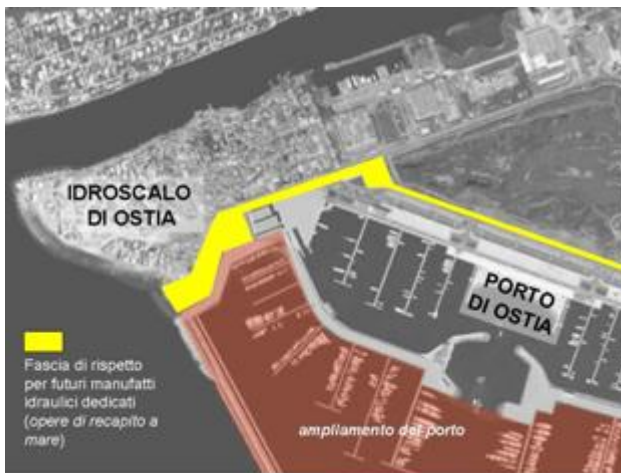 IDROSCALO
DI OSTIA
PORTO
DI OSTIA
Fascia di rispetto
per futuri manufatti
idraulici dedicati
(opere di recapito a
mare)
ampliamento del porto